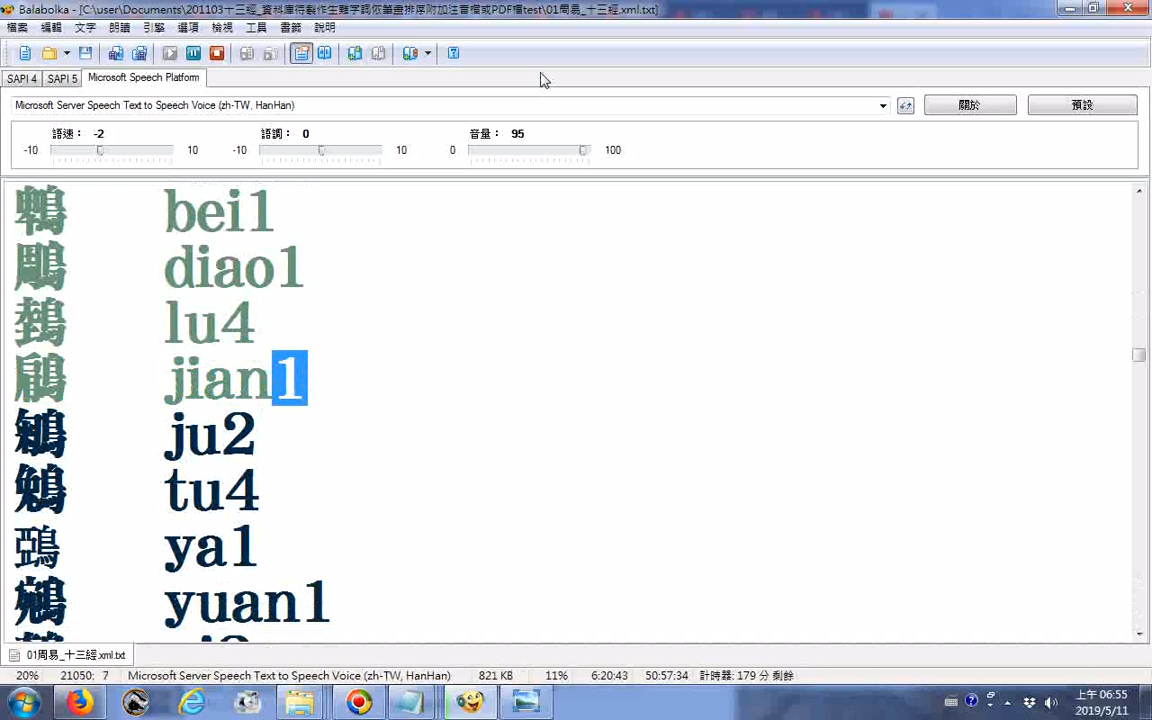 Balabolka - [C:\user\Documents\201103十三經_資料庫待製作生難字詞依筆畫排序附加注音檔或PDF檔test\01周易_十三經.xml.txt]
檔案 編輯 文字 朗讀 引擎 選項 檢視 工具 書籤 說明
SAPI 4 SAPI 5 Microsoft Speech Platform
Microsoft Server Speech Text to Speech Voice (zh-TW, HanHan) 關於 預設
語速： -2 語調： 0 音量： 95
-10 10 -10 10 0 100
鵯 bei1
鵰 diao1
鵱 lu4
鵳 jian1
鵴 ju2
鵵 tu4
鵶 ya1
鵷 yuan1
01周易_十三經.xml.txt
20% 21050: 7 Microsoft Server Speech Text to Speech Voice (zh-TW, HanHan) 821 KB 11% 6:20:43 50:57:34 計時器: 179 分 剩餘
上午 06:55
2019/5/11